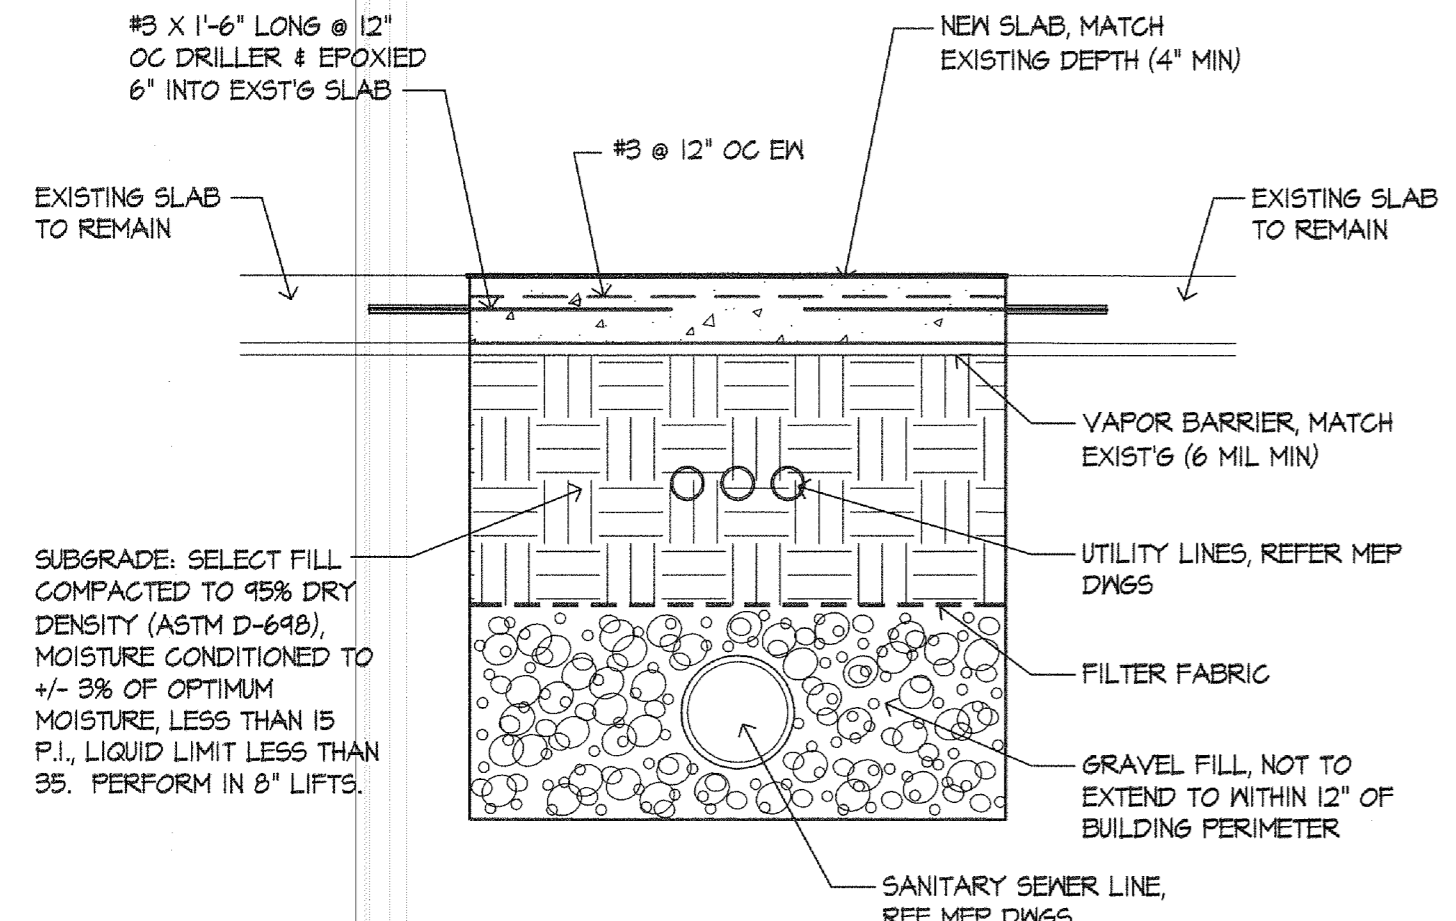 #3 X 1'-6" LONG @ 12"
OC DRILLER & EPOXIED
6" INTO EXST'G SLAB
NEW SLAB, MATCH
EXISTING DEPTH (4" MIN)
#3 @ 12" OC EW
EXISTING SLAB
TO REMAIN
EXISTING SLAB
TO REMAIN
VAPOR BARRIER, MATCH
EXIST'G (6 MIL MIN)
SUBGRADE: SELECT FILL
COMPACTED TO 95% DRY
DENSITY (ASTM D-698),
MOISTURE CONDITIONED TO
+/- 3% OF OPTIMUM
MOISTURE, LESS THAN 15
P.I., LIQUID LIMIT LESS THAN
35. PERFORM IN 8" LIFTS.
UTILITY LINES, REFER MEP
DWGS
FILTER FABRIC
GRAVEL FILL, NOT TO
EXTEND TO WITHIN 12" OF
BUILDING PERIMETER
SANITARY SEWER LINE,
REF MEP DWGS